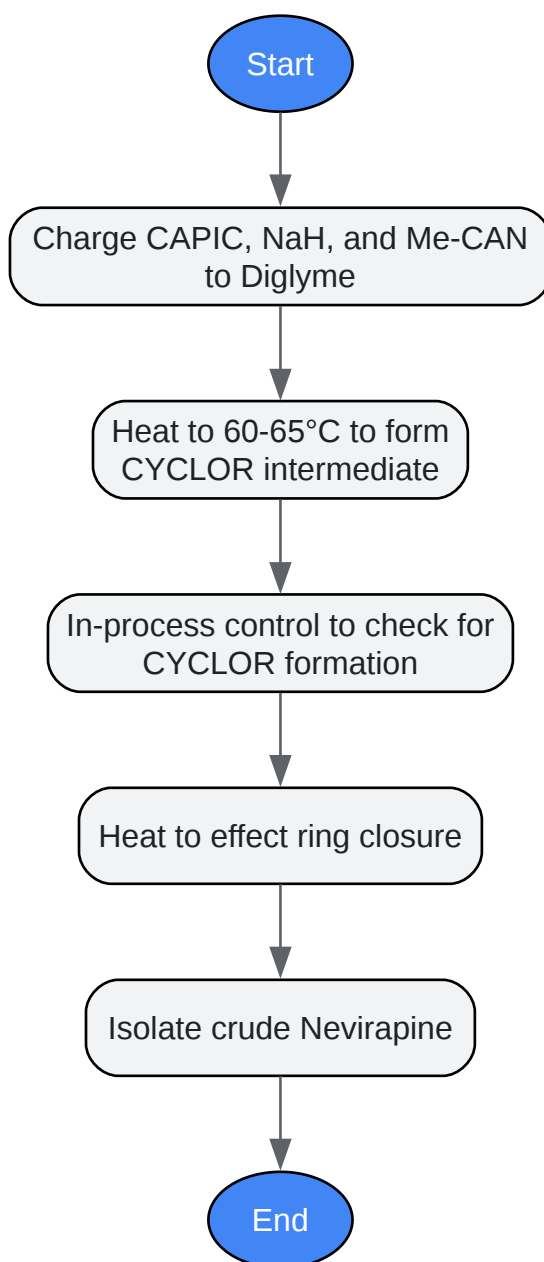 Start
Charge CAPIC, NaH, and Me-CAN
to Diglyme
Heat to 60-65°C to form
CYCLOR intermediate
In-process control to check for
CYCLOR formation
Heat to effect ring closure
Isolate crude Nevirapine
End